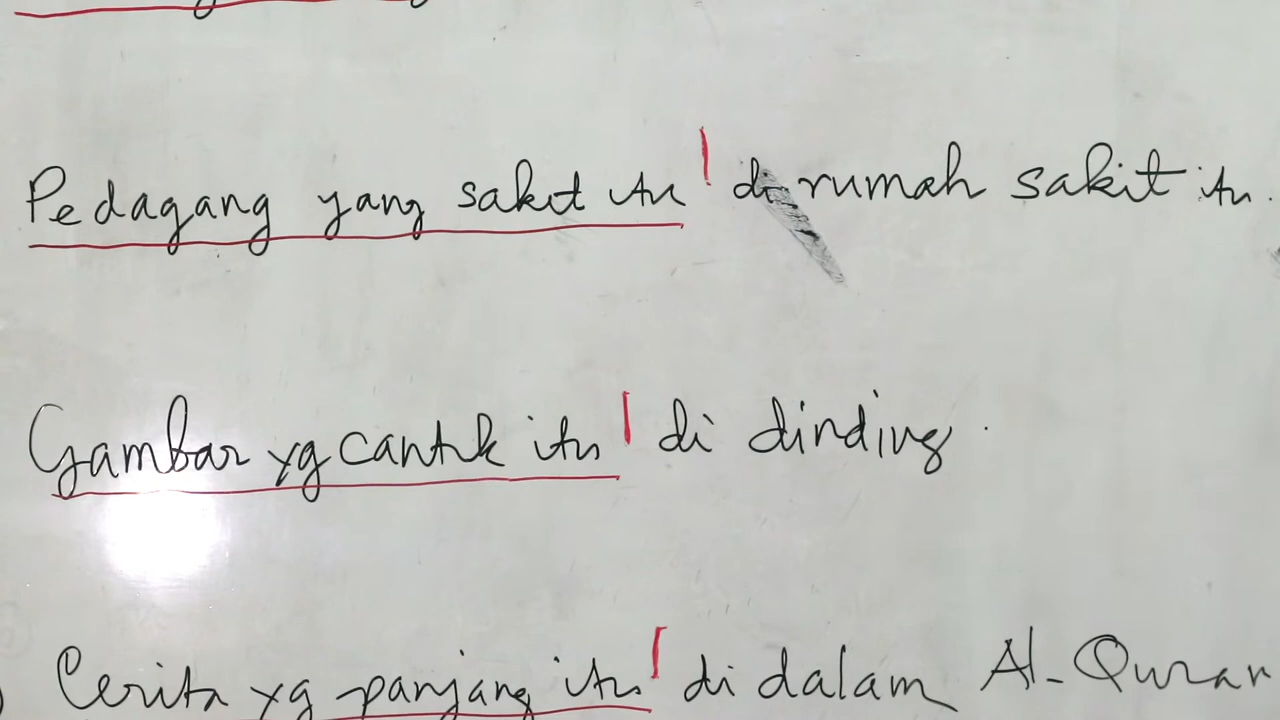 Pedagang yang sakit itu di rumah sakit itu.
Gambar yg cantik itu di dinding.
Cerita yg panjang itu di dalam Al-Quran